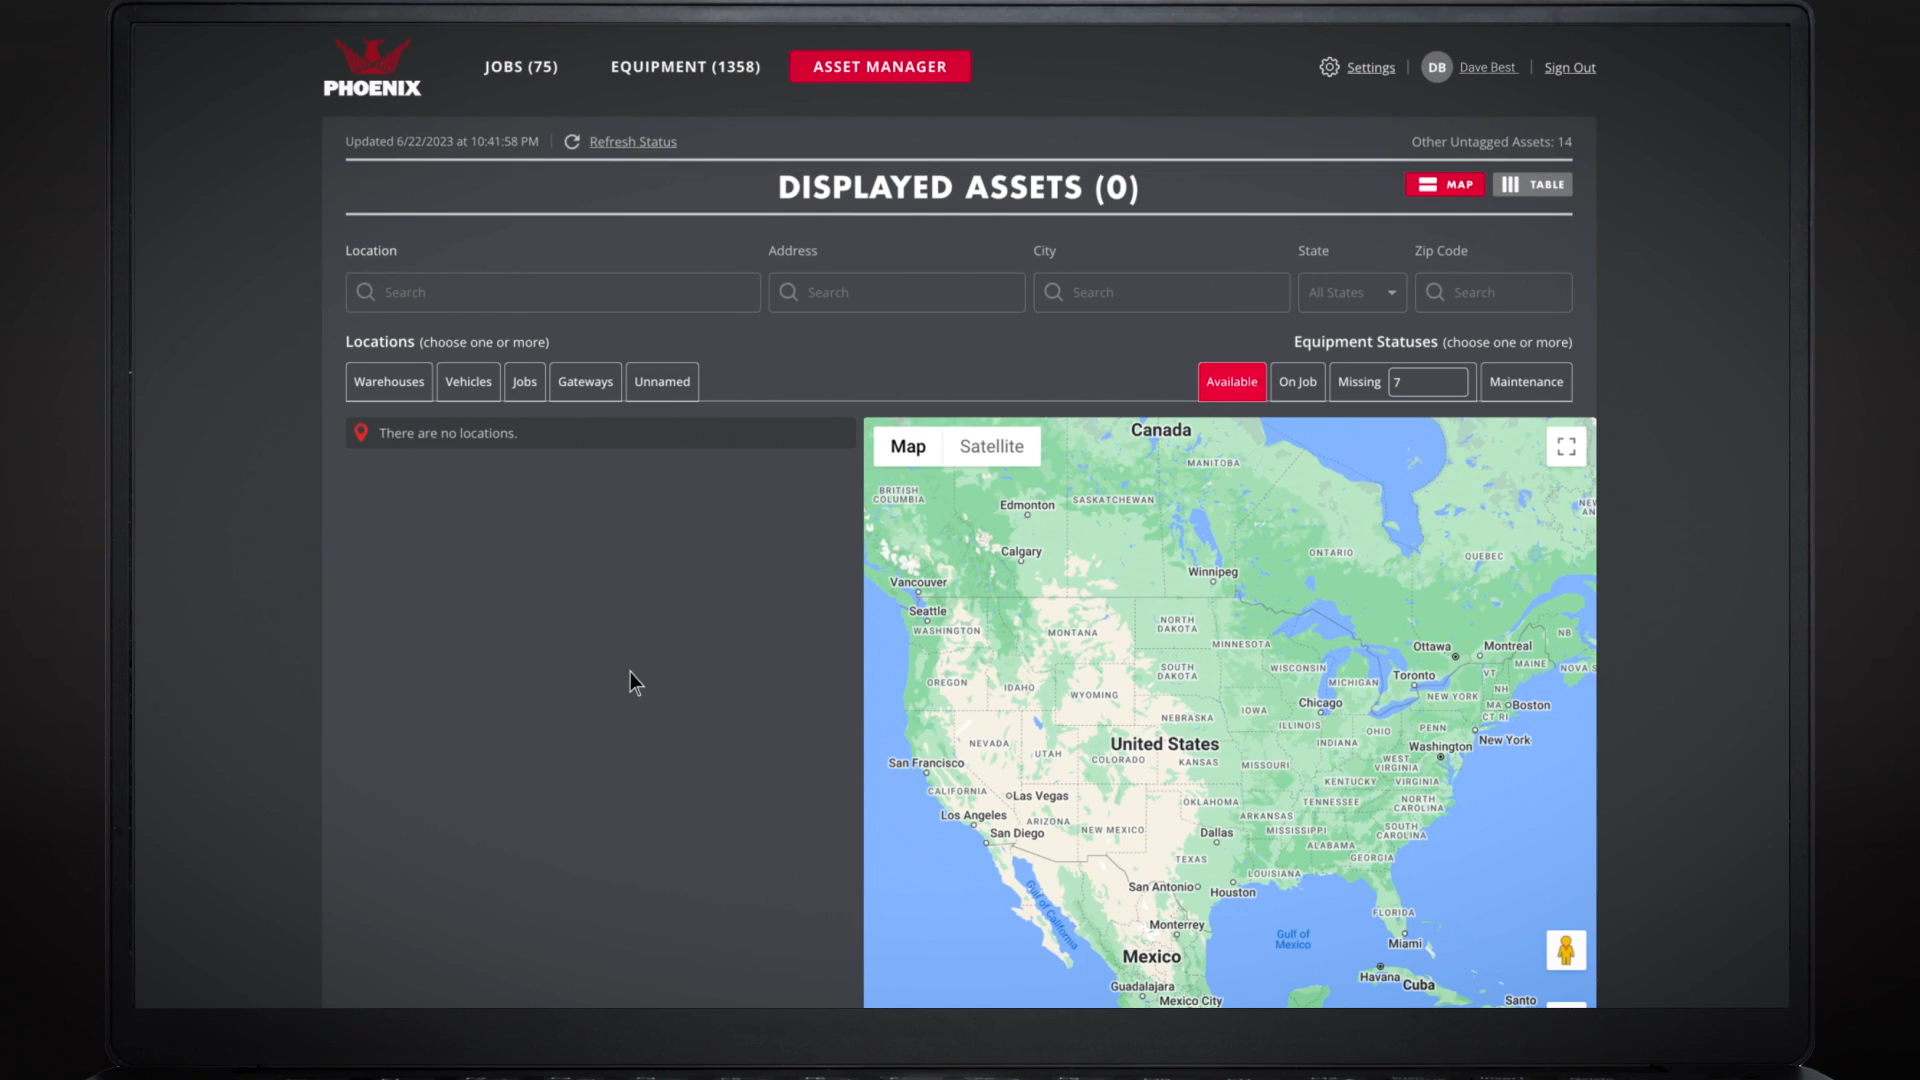 PHOENIX
JOBS (75)
EQUIPMENT (1358)
ASSET MANAGER
Settings
DB
Dave Best
Sign Out
Updated 6/22/2023 at 10:41:58 PM
Refresh Status
Other Untagged Assets: 14
DISPLAYED ASSETS (0)
MAP
TABLE
Location
Address
City
State
Zip Code
Search
Search
Search
All States
Search
Locations (choose one or more)
Equipment Statuses (choose one or more)
Warehouses
Vehicles
Jobs
Gateways
Unnamed
Available
On Job
Missing
7
Maintenance
There are no locations.
Map
Satellite
Canada
MANITOBA
BRITISH
COLUMBIA
Edmonton
SASKATCHEWAN
Calgary
ONTARIO
QUEBEC
Winnipeg
Vancouver
Seattle
WASHINGTON
MONTANA
NORTH
DAKOTA
MINNESOTA
NB
Ottawa
Montreal
MAINE
NOVA S
OREGON
IDAHO
SOUTH
DAKOTA
WYOMING
WISCONSIN
MICHIGAN
Toronto
VT
NH
NEW YORK
MA
Boston
CT RI
Chicago
IOWA
ILLINOIS
NEBRASKA
NEVADA
UTAH
United States
COLORADO
KANSAS
MISSOURI
INDIANA
OHIO
PENN
New York
Washington
WEST
VIRGINIA
San Francisco
CALIFORNIA
Las Vegas
KENTUCKY
VIRGINIA
Los Angeles
San Diego
ARIZONA
NEW MEXICO
OKLAHOMA
ARKANSAS
TENNESSEE
NORTH
CAROLINA
Dallas
MISSISSIPPI
SOUTH
CAROLINA
ALABAMA
GEORGIA
TEXAS
LOUISIANA
San Antonio
Houston
Gulf of California
FLORIDA
Monterrey
Gulf of
Mexico
Miami
Mexico
Havana
Cuba
Guadalajara
Mexico City
Santo